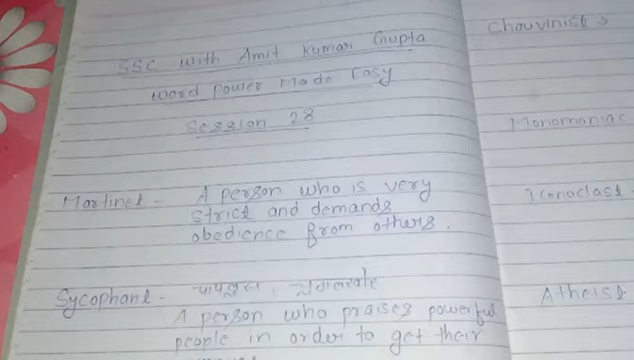 SSC with Amit Kumar Gupta
Word Power Made Easy
Session 28
Martinet - A person who is very
strict and demands
obedience from others.
Sycophant - चापलूस,
A person who praises powerful
people in order to get their
Chauvinist
Monomaniac
Iconoclast
Atheist